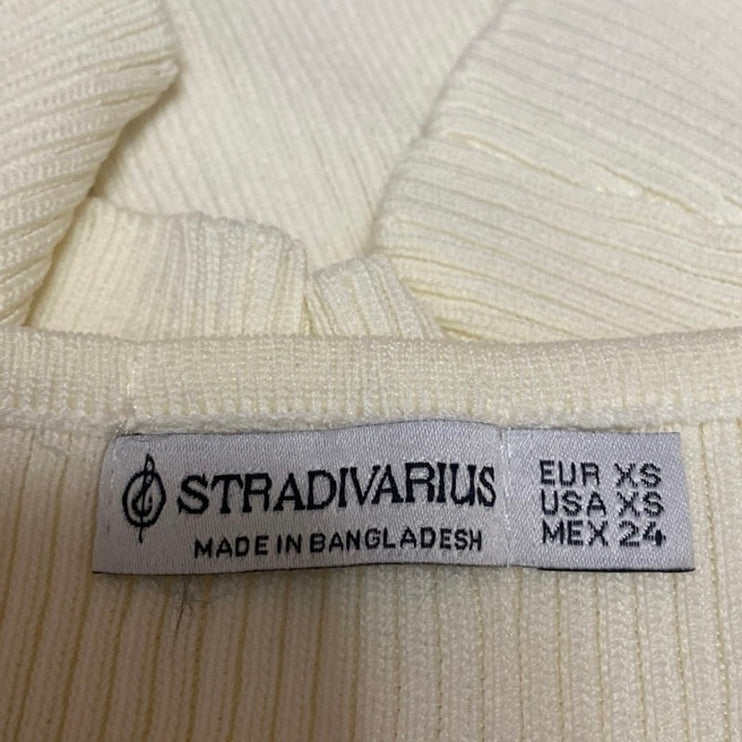 STRADIVARIUS
MADE IN BANGLADESH
EUR XS
USA XS
MEX 24